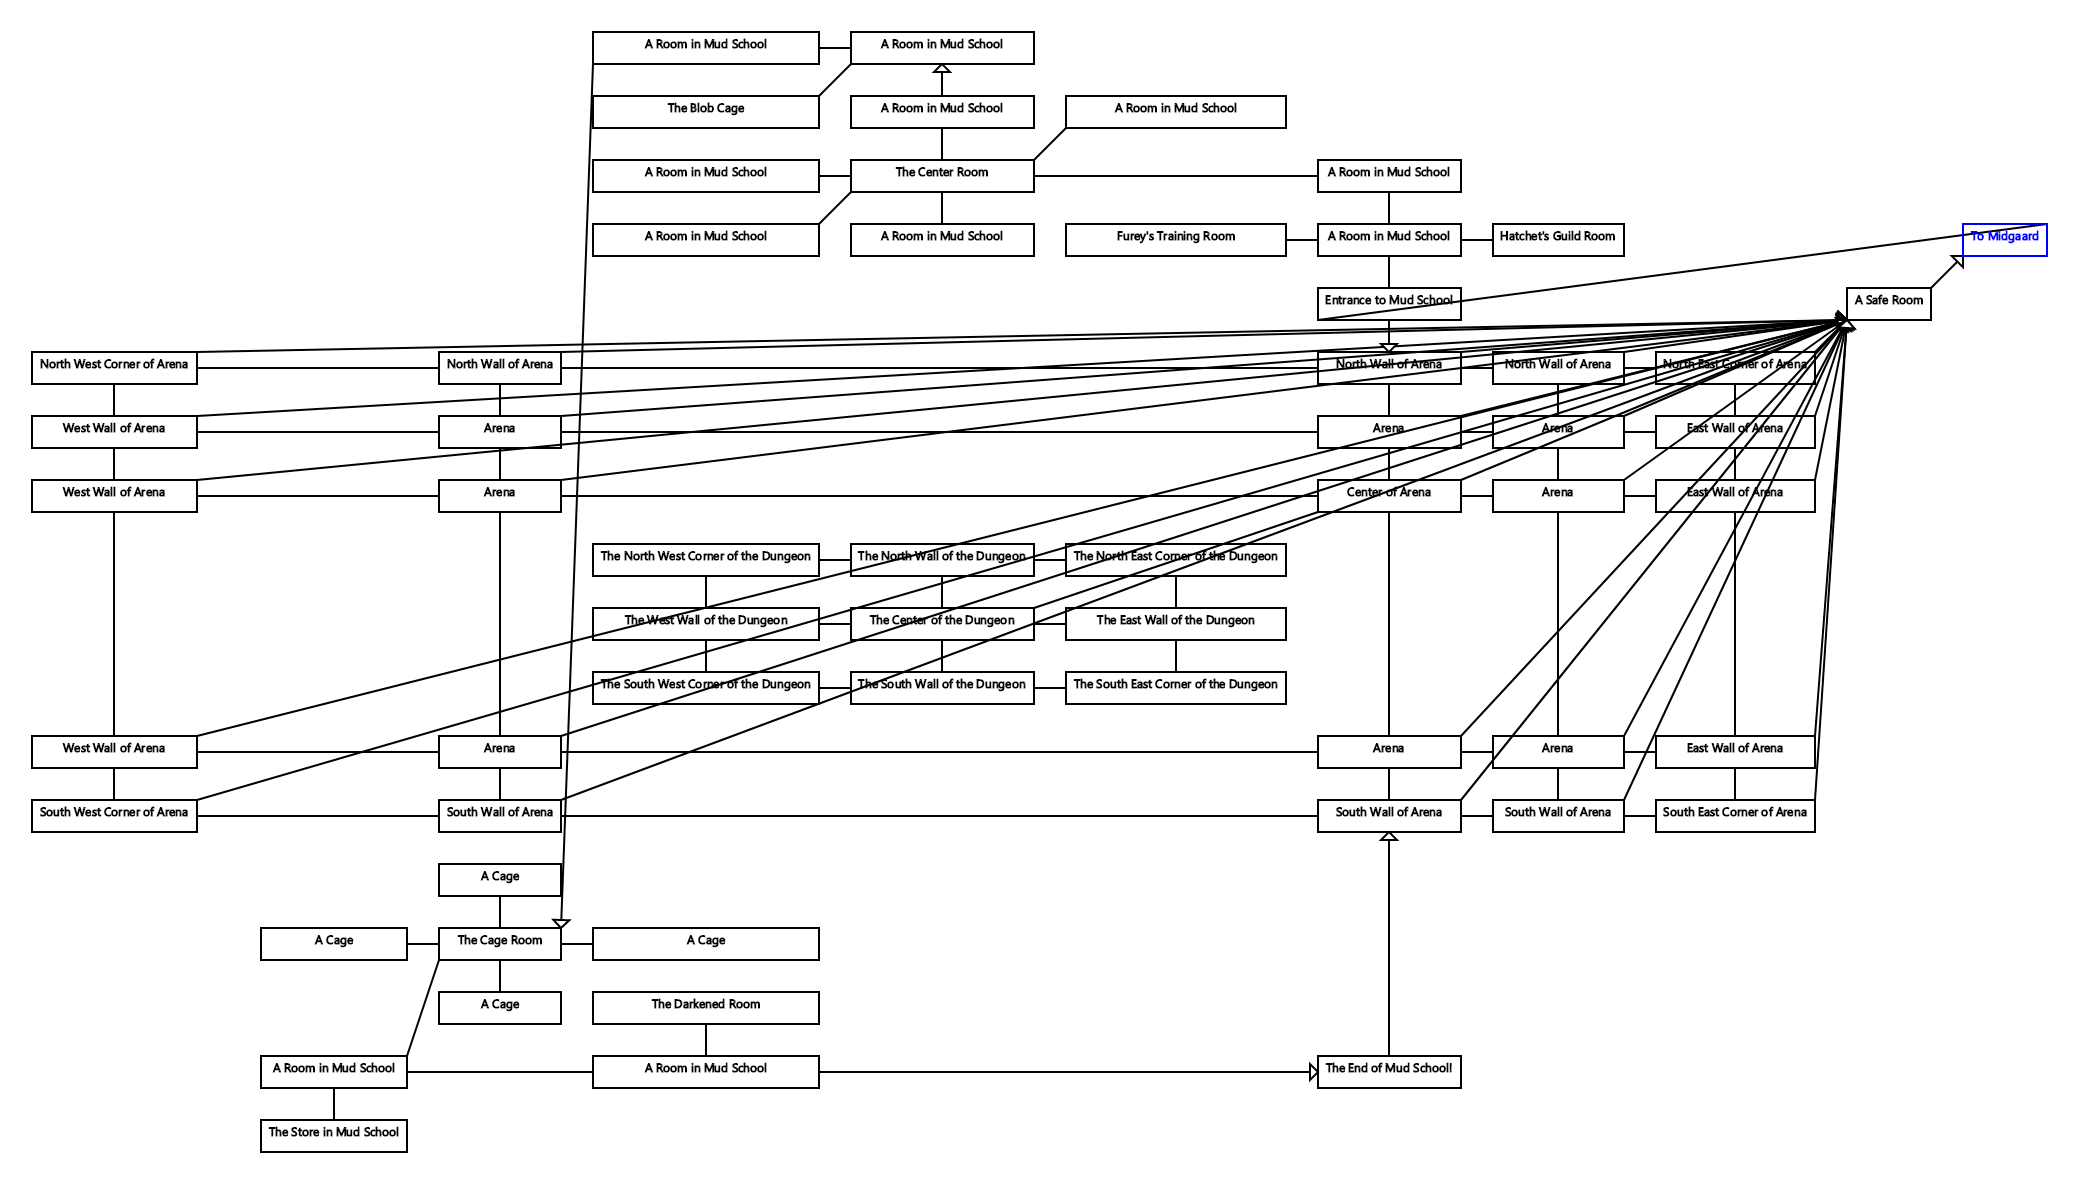 A Room in Mud School
A Room in Mud School
The Blob Cage
A Room in Mud School
A Room in Mud School
A Room in Mud School
The Center Room
A Room in Mud School
A Room in Mud School
A Room in Mud School
Furey's Training Room
A Room in Mud School
Hatchet's Guild Room
To Midgaard
Entrance to Mud School
A Safe Room
North West Corner of Arena
North Wall of Arena
North Wall of Arena
North Wall of Arena
North East Corner of Arena
West Wall of Arena
Arena
Arena
Arena
East Wall of Arena
West Wall of Arena
Arena
Center of Arena
Arena
East Wall of Arena
The North West Corner of the Dungeon
The North Wall of the Dungeon
The North East Corner of the Dungeon
The West Wall of the Dungeon
The Center of the Dungeon
The East Wall of the Dungeon
The South West Corner of the Dungeon
The South Wall of the Dungeon
The South East Corner of the Dungeon
West Wall of Arena
Arena
Arena
Arena
East Wall of Arena
South West Corner of Arena
South Wall of Arena
South Wall of Arena
South Wall of Arena
South East Corner of Arena
A Cage
A Cage
The Cage Room
A Cage
A Cage
The Darkened Room
A Room in Mud School
A Room in Mud School
The End of Mud School!
The Store in Mud School